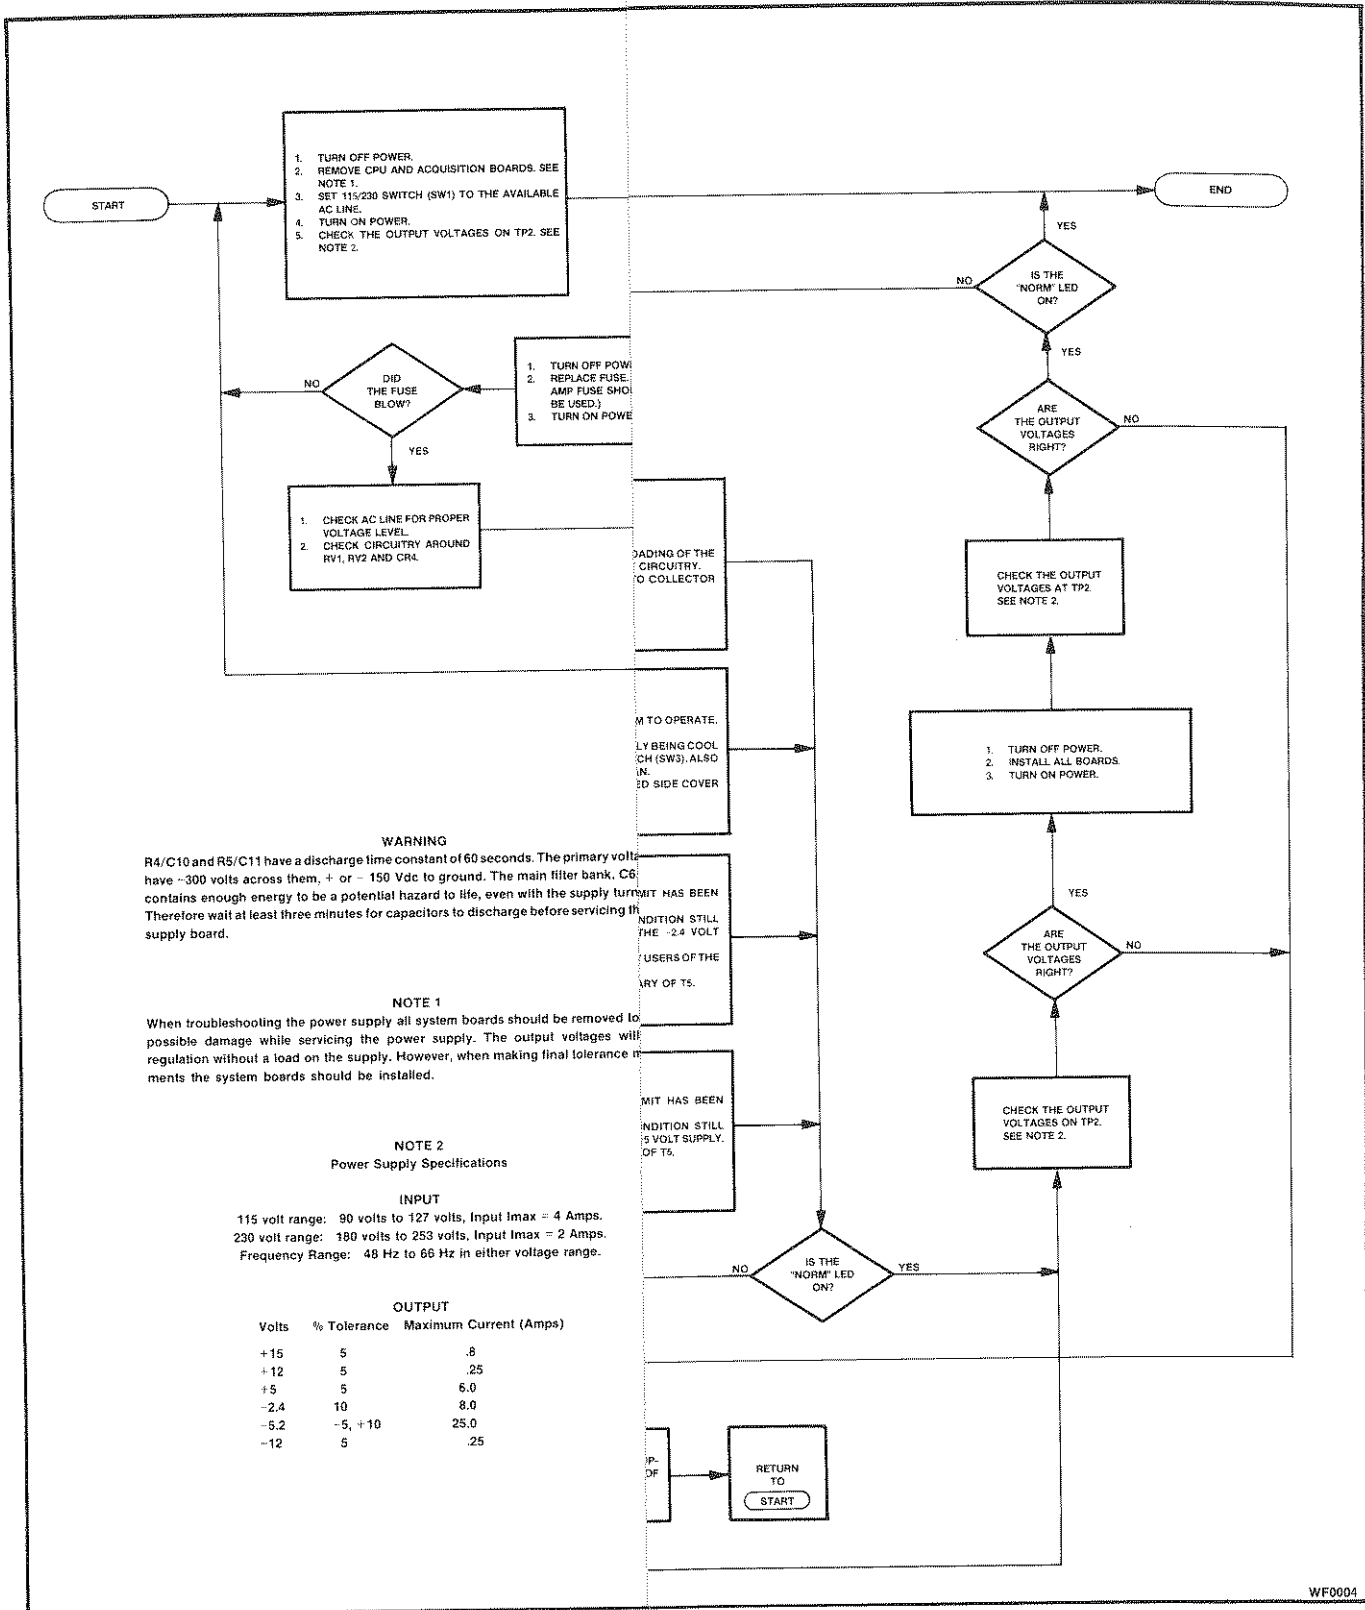 START
1. TURN OFF POWER.
2. REMOVE CPU AND ACQUISITION BOARDS. SEE
NOTE 1.
3. SET 115/230 SWITCH (SW1) TO THE AVAILABLE
AC LINE.
4. TURN ON POWER.
5. CHECK THE OUTPUT VOLTAGES ON TP2. SEE
NOTE 2.
END
YES
IS THE
"NORM" LED
ON?
NO
YES
ARE
THE OUTPUT
VOLTAGES
RIGHT?
NO
CHECK THE OUTPUT
VOLTAGES AT TP2.
SEE NOTE 2.
1. TURN OFF POWER.
2. INSTALL ALL BOARDS.
3. TURN ON POWER.
YES
ARE
THE OUTPUT
VOLTAGES
RIGHT?
NO
CHECK THE OUTPUT
VOLTAGES ON TP2.
SEE NOTE 2.
1. TURN OFF
2. REPLACE FUSE.
AMP FUSE
BE USED.)
3. TURN ON
DID
THE FUSE
BLOW?
NO
YES
1. CHECK AC LINE FOR PROPER
VOLTAGE LEVEL.
2. CHECK CIRCUITRY AROUND
RV1, RV2 AND CR4.
OADING OF THE
CIRCUITRY.
TO COLLECTOR
M TO OPERATE.
LY BEING COOL
CH (SW3). ALSO
N.
ED SIDE COVER
MIT HAS BEEN
NDITION STILL
THE -2.4 VOLT
USERS OF THE
ARY OF T5.
MIT HAS BEEN
NDITION STILL
5 VOLT SUPPLY.
OF T5.
IS THE
"NORM" LED
ON?
NO
YES
WARNING
R4/C10 and R5/C11 have a discharge time constant of 60 seconds. The primary volta
have ~300 volts across them, + or - 150 Vdc to ground. The main filter bank, C6
contains enough energy to be a potential hazard to life, even with the supply turn
Therefore wait at least three minutes for capacitors to discharge before servicing th
supply board.
NOTE 1
When troubleshooting the power supply all system boards should be removed to
possible damage while servicing the power supply. The output voltages will
regulation without a load on the supply. However, when making final tolerance m
ments the system boards should be installed.
NOTE 2
Power Supply Specifications
INPUT
115 volt range: 90 volts to 127 volts, Input Imax = 4 Amps.
230 volt range: 180 volts to 253 volts, Input Imax = 2 Amps.
Frequency Range: 48 Hz to 66 Hz in either voltage range.
OUTPUT
Volts % Tolerance Maximum Current (Amps)
+15 5 .8
+12 5 .25
+5 5 6.0
-2.4 10 8.0
-5.2 -5, +10 25.0
-12 5 .25
OP-
OF
RETURN
TO
START
WF0004